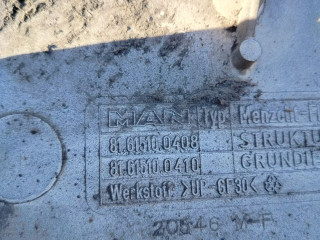 MAN Typ Menzolit-F
81.61510.0408 STRUKTU
81.61510.0410 GRUNDIE
Werkstoff >UP-GF30<
20546 M-F